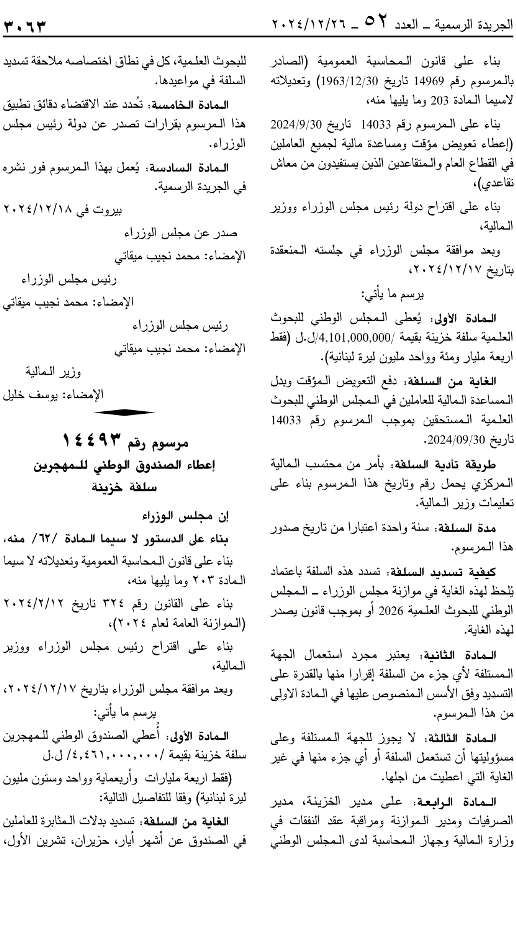 الجريدة الرسمية ــ العدد ٥٢ ــ ٢٠٢٤/١٢/٢٦
٣٠٦٣
بناء على قانون المحاسبة العمومية (الصادر
بالمرسوم رقم 14969 تاريخ 1963/12/30) وتعديلاته
لاسيما المادة 203 وما يليها منه،
بناء على المرسوم رقم 14033 تاريخ 2024/9/30
(إعطاء تعويض مؤقت ومساعدة مالية لجميع العاملين
في القطاع العام والمتقاعدين الذين يستفيدون من معاش
تقاعدي)،
بناء على اقتراح دولة رئيس مجلس الوزراء ووزير
المالية،
وبعد موافقة مجلس الوزراء في جلسته المنعقدة
بتاريخ ٢٠٢٤/١٢/١٧،
يرسم ما يأتي:
المادة الأولى: يُعطى المجلس الوطني للبحوث
العلمية سلفة خزينة بقيمة /4,101,000,000/ل.ل (فقط
اربعة مليار ومئة وواحد مليون ليرة لبنانية).
الغاية من السلفة: دفع التعويض المؤقت وبدل
المساعدة المالية للعاملين في المجلس الوطني للبحوث
العلمية المستحقين بموجب المرسوم رقم 14033
تاريخ 2024/09/30.
طريقة تأدية السلفة: بأمر من محتسب المالية
المركزي يحمل رقم وتاريخ هذا المرسوم بناء على
تعليمات وزير المالية.
مدة السلفة: سنة واحدة اعتبارا من تاريخ صدور
هذا المرسوم.
كيفية تسديد السلفة: تسدد هذه السلفة باعتماد
يُلحظ لهذه الغاية في موازنة مجلس الوزراء ــ المجلس
الوطني للبحوث العلمية 2026 أو بموجب قانون يصدر
لهذه الغاية.
المادة الثانية: يعتبر مجرد استعمال الجهة
المستلفة لأي جزء من السلفة إقرارا منها بالقدرة على
التسديد وفق الأسس المنصوص عليها في المادة الاولى
من هذا المرسوم.
المادة الثالثة: لا يجوز للجهة المستلفة وعلى
مسؤوليتها أن تستعمل السلفة أو أي جزء منها في غير
الغاية التي اعطيت من اجلها.
المادة الرابعة: على مدير الخزينة، مدير
الصرفيات ومدير الموازنة ومراقبة عقد النفقات في
وزارة المالية وجهاز المحاسبة لدى المجلس الوطني
للبحوث العلمية، كل في نطاق اختصاصه ملاحقة تسديد
السلفة في مواعيدها.
المادة الخامسة: تُحدد عند الاقتضاء دقائق تطبيق
هذا المرسوم بقرارات تصدر عن دولة رئيس مجلس
الوزراء.
المادة السادسة: يُعمل بهذا المرسوم فور نشره
في الجريدة الرسمية.
بيروت في ٢٠٢٤/١٢/١٨
صدر عن مجلس الوزراء
الإمضاء: محمد نجيب ميقاتي
رئيس مجلس الوزراء
الإمضاء: محمد نجيب ميقاتي
رئيس مجلس الوزراء
الإمضاء: محمد نجيب ميقاتي
وزير المالية
الإمضاء: يوسف خليل
مرسوم رقم ١٤٤٩٣
إعطاء الصندوق الوطني للمهجرين
سلفة خزينة
إن مجلس الوزراء
بناء على الدستور لا سيما المادة /٦٢/ منه،
بناء على قانون المحاسبة العمومية وتعديلاته لا سيما
المادة ٢٠٣ وما يليها منه،
بناء على القانون رقم ٣٢٤ تاريخ ٢٠٢٤/٢/١٢
(الموازنة العامة لعام ٢٠٢٤)،
بناء على اقتراح رئيس مجلس الوزراء ووزير
المالية،
وبعد موافقة مجلس الوزراء بتاريخ ٢٠٢٤/١٢/١٧،
يرسم ما يأتي:
المادة الأولى: أُعطي الصندوق الوطني للمهجرين
سلفة خزينة بقيمة /٤,٤٦١,٠٠٠,٠٠٠/ ل.ل
(فقط اربعة مليارات وأربعماية وواحد وستون مليون
ليرة لبنانية) وفقا للتفاصيل التالية:
الغاية من السلفة: تسديد بدلات المثابرة للعاملين
في الصندوق عن أشهر أيار، حزيران، تشرين الأول،